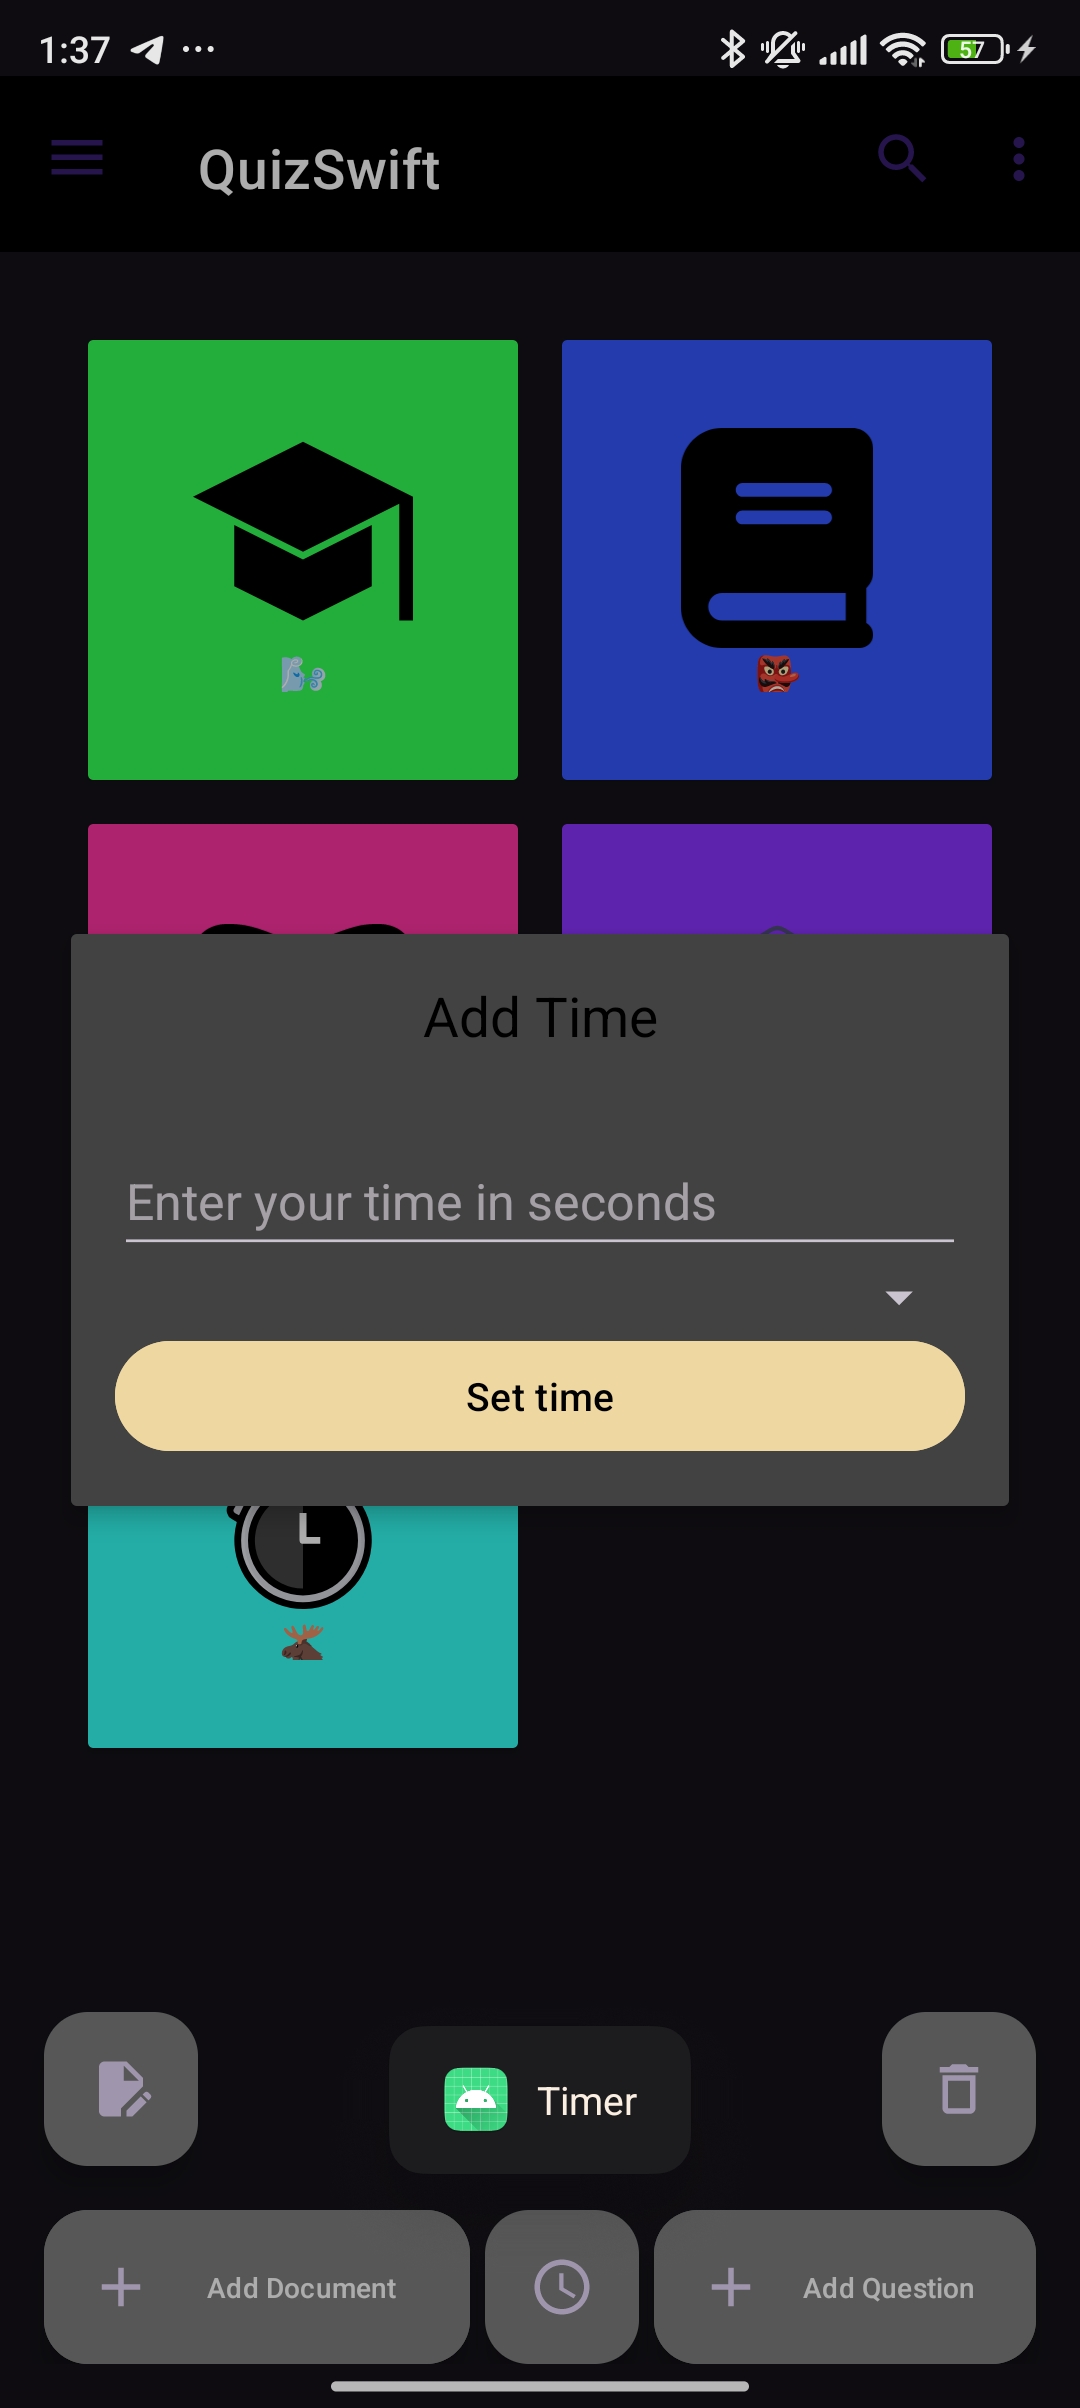 1:37
57
QuizSwift
Add Time
Enter your time in seconds
Set time
Timer
Add Document
Add Question